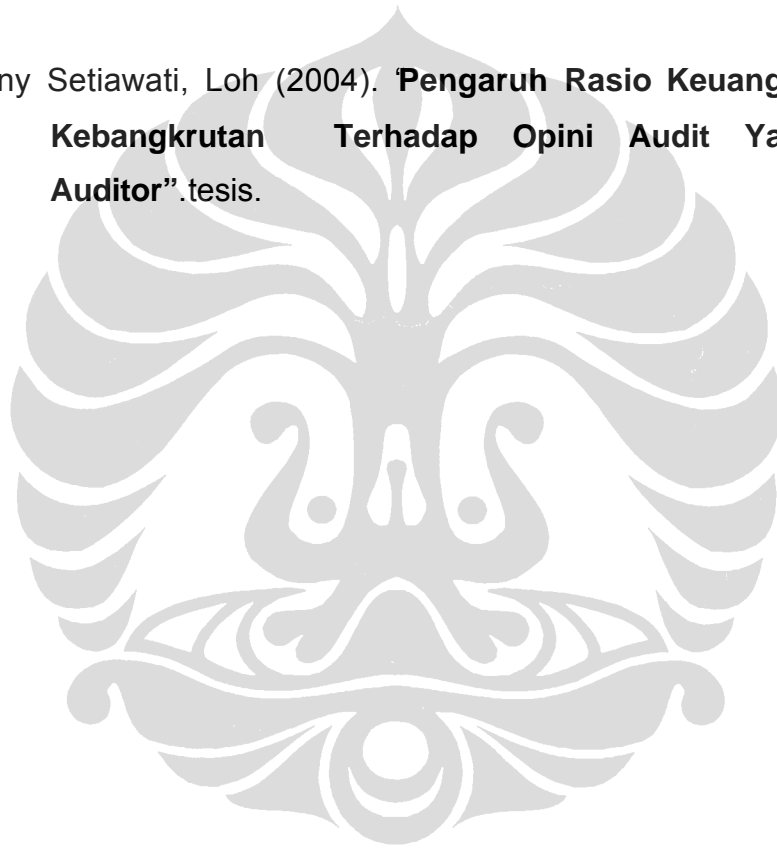 ny Setiawati, Loh (2004). “Pengaruh Rasio Keuang
Kebangkrutan Terhadap Opini Audit Ya
Auditor”.tesis.